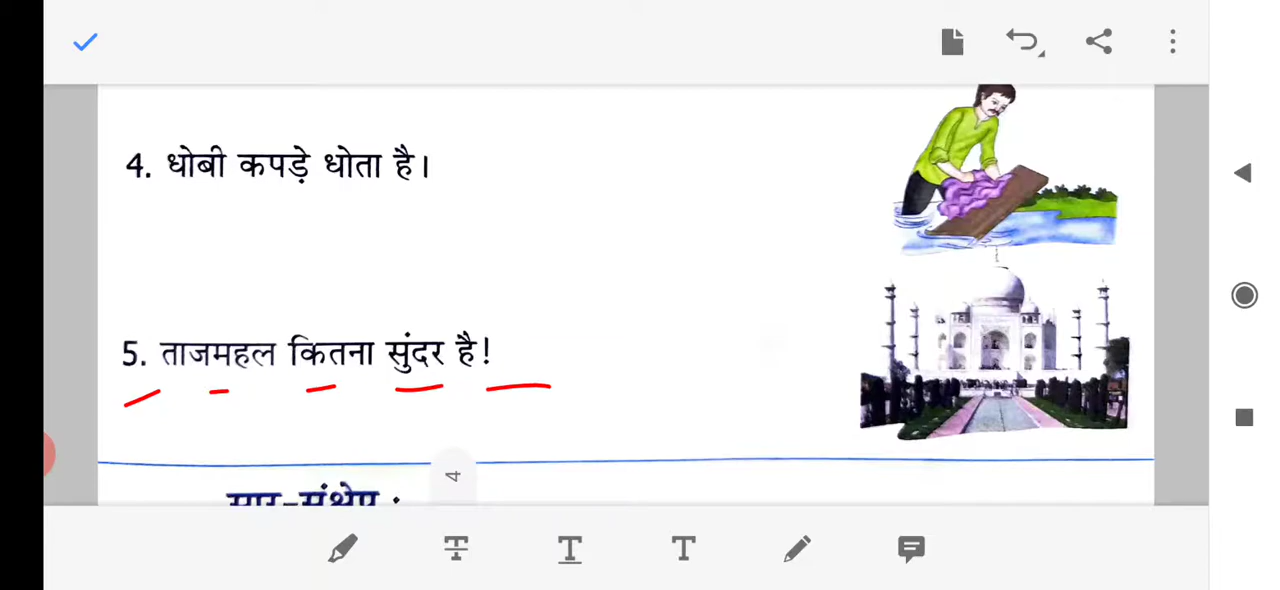 4. धोबी कपड़े धोता है।
5. ताजमहल कितना सुंदर है!
4
सार-संक्षेप :
T
T
T